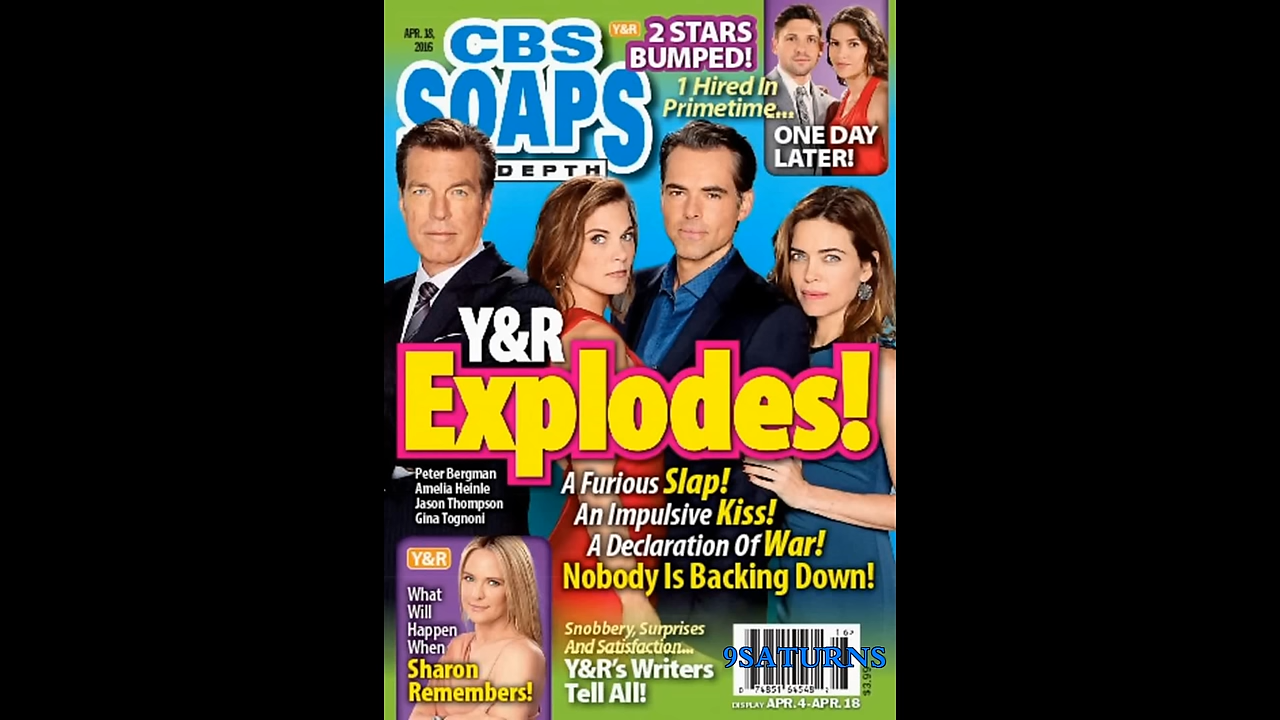 APR. 18,
2016
CBS
SOAPS
DEPTH
Y&R
2 STARS
BUMPED!
1 Hired In
Primetime...
ONE DAY
LATER!
Y&R
Explodes!
Peter Bergman
Amelia Heinle
Jason Thompson
Gina Tognoni
A Furious Slap!
An Impulsive Kiss!
A Declaration Of War!
Nobody Is Backing Down!
Y&R
What
Will
Happen
When
Sharon
Remembers!
Snobbery, Surprises
And Satisfaction...
Y&R's Writers
Tell All!
9SATURNS
DISPLAY APR. 4-APR. 18